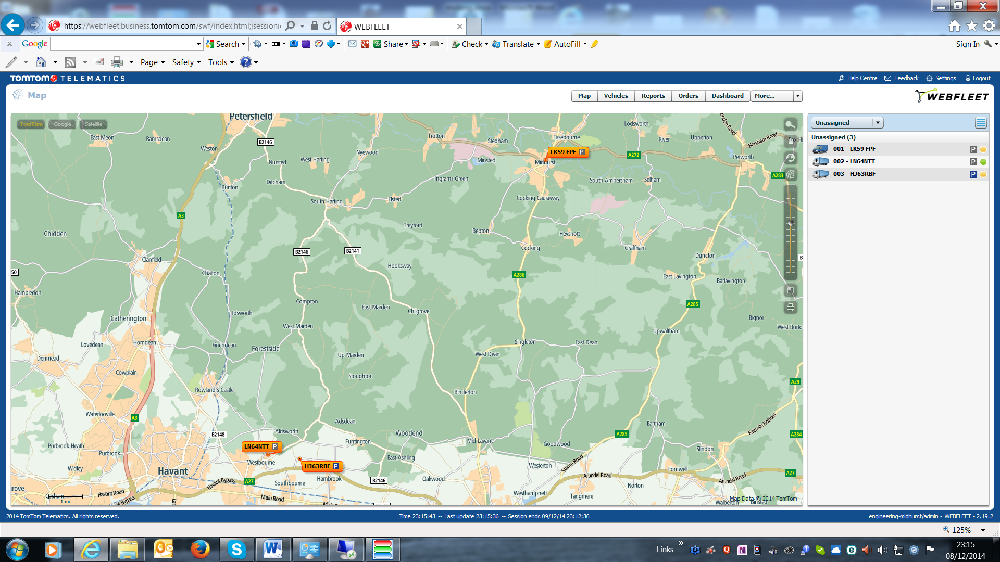 https://webfleet.business.tomtom.com/swf/index.html;jsessionic
WEBFLEET
Google
Search
BBC
Share
Check
Translate
AutoFill
Sign In
Page
Safety
Tools
TOMTOM TELEMATICS
Help Centre
Feedback
Settings
Logout
Map
Map
Vehicles
Reports
Orders
Dashboard
More...
WEBFLEET
TomTom
Google
Satellite
Petersfield
East Meon
Ramsdean
B2146
Weston
Nursted
Ditcham
Buriton
West Harting
Nyewood
Trotton
Stedham
Minsted
Ingrams Green
Easebourne
LK59 FPF P
Midhurst
Lodsworth
River
Upperton
A272
London Road
Horsham Road
Fox Hi
Petworth
A283
South Ambersham
Selham
Cocking Causeway
South Harting
Elsted
A3
Chidden
Treyford
Bepton
Heyshott
Cocking
Graffham
Duncton
B2146
B2141
Clanfield
Hooksway
Chalton
50
A286
East Lavington
Barlavington
B
Hambledon
Compton
East Marden
Chilgrove
A285
Idsworth
Catherington
Bignor
West Marden
West Burto
Upwaltham
Lovedean
Horndean
Finchdean
Forestside
Singleton
East Dean
Up Marden
West Dean
Denmead
Cowplain
Stoughton
Rowland's Castle
Binderton
A29
Waterlooville
A3
Adsdean
Eartham
Fairmile Bottom
B2148
Aldsworth
Woodend
A285
A284
Purbrook Heath
LN64NTT P
Funtington
Mid Lavant
Goodwood
Slindon
Purbrook
Westbourne
East Ashling
Stane Road
Widley
HJ63RBF P
Westerton
Fontwell
Havant
Hambrook
B2146
Oakwood
Arundel Road
Arundel Road
A27
Havant Bypass
A27
Southbourne
Norton
grove
Cosham
Havant Road
Bypass
Main Road
Westhampnett
Tangmere
Walberton
Binsted
1 mi
Map Data © 2014 TomTom
Unassigned
Unassigned (3)
001 - LK59 FPF P
002 - LN64NTT P
003 - HJ63RBF P
2014 TomTom Telematics. All rights reserved.
Time 23:15:43 -- Last update 23:15:36 -- Session ends 09/12/14 23:12:36
engineering-midhurst/admin - WEBFLEET - 2.19.2
125%
Links
23:15
08/12/2014